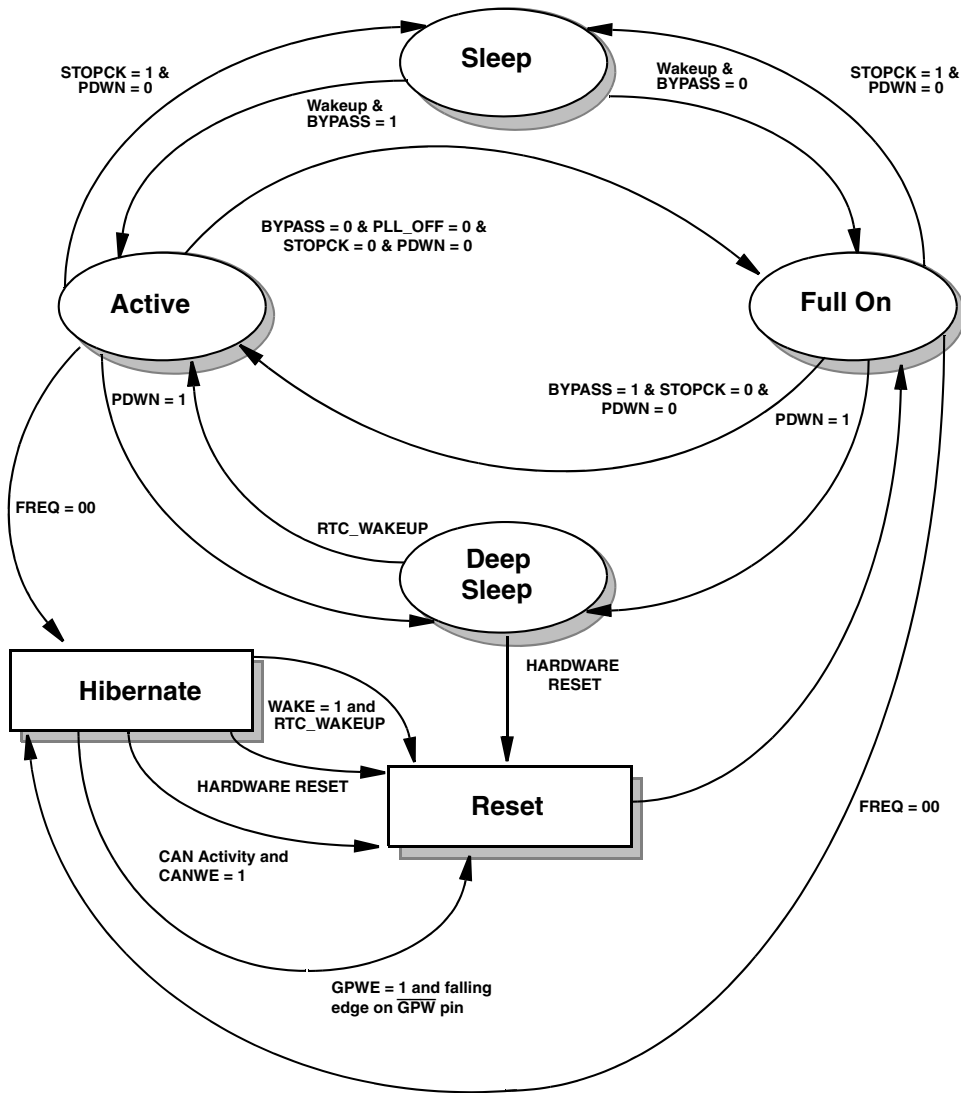 Sleep
STOPCK = 1 &
PDWN = 0
Wakeup &
BYPASS = 1
Wakeup &
BYPASS = 0
STOPCK = 1 &
PDWN = 0
BYPASS = 0 & PLL_OFF = 0 &
STOPCK = 0 & PDWN = 0
Active
Full On
PDWN = 1
BYPASS = 1 & STOPCK = 0 &
PDWN = 0
PDWN = 1
FREQ = 00
RTC_WAKEUP
Deep
Sleep
HARDWARE
RESET
Hibernate
WAKE = 1 and
RTC_WAKEUP
HARDWARE RESET
Reset
FREQ = 00
CAN Activity and
CANWE = 1
GPWE = 1 and falling
edge on GPW pin